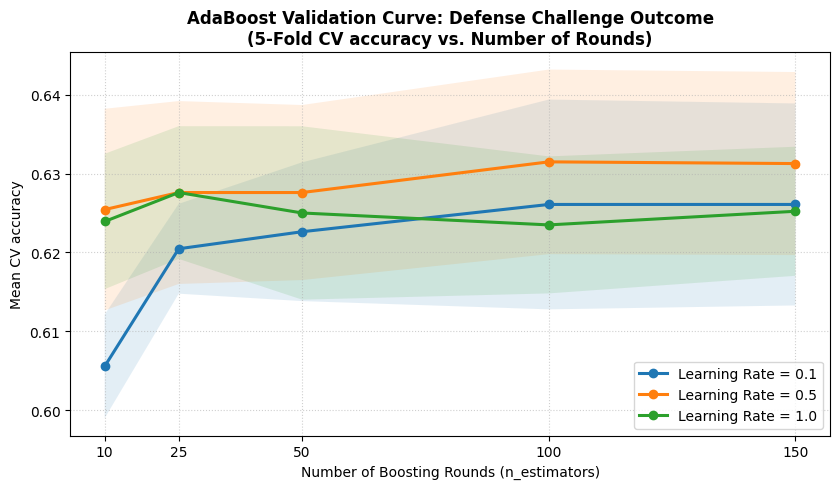 AdaBoost Validation Curve: Defense Challenge Outcome
(5-Fold CV accuracy vs. Number of Rounds)
Mean CV accuracy
0.64
0.63
0.62
0.61
0.60
10
25
50
100
150
Number of Boosting Rounds (n_estimators)
Learning Rate = 0.1
Learning Rate = 0.5
Learning Rate = 1.0